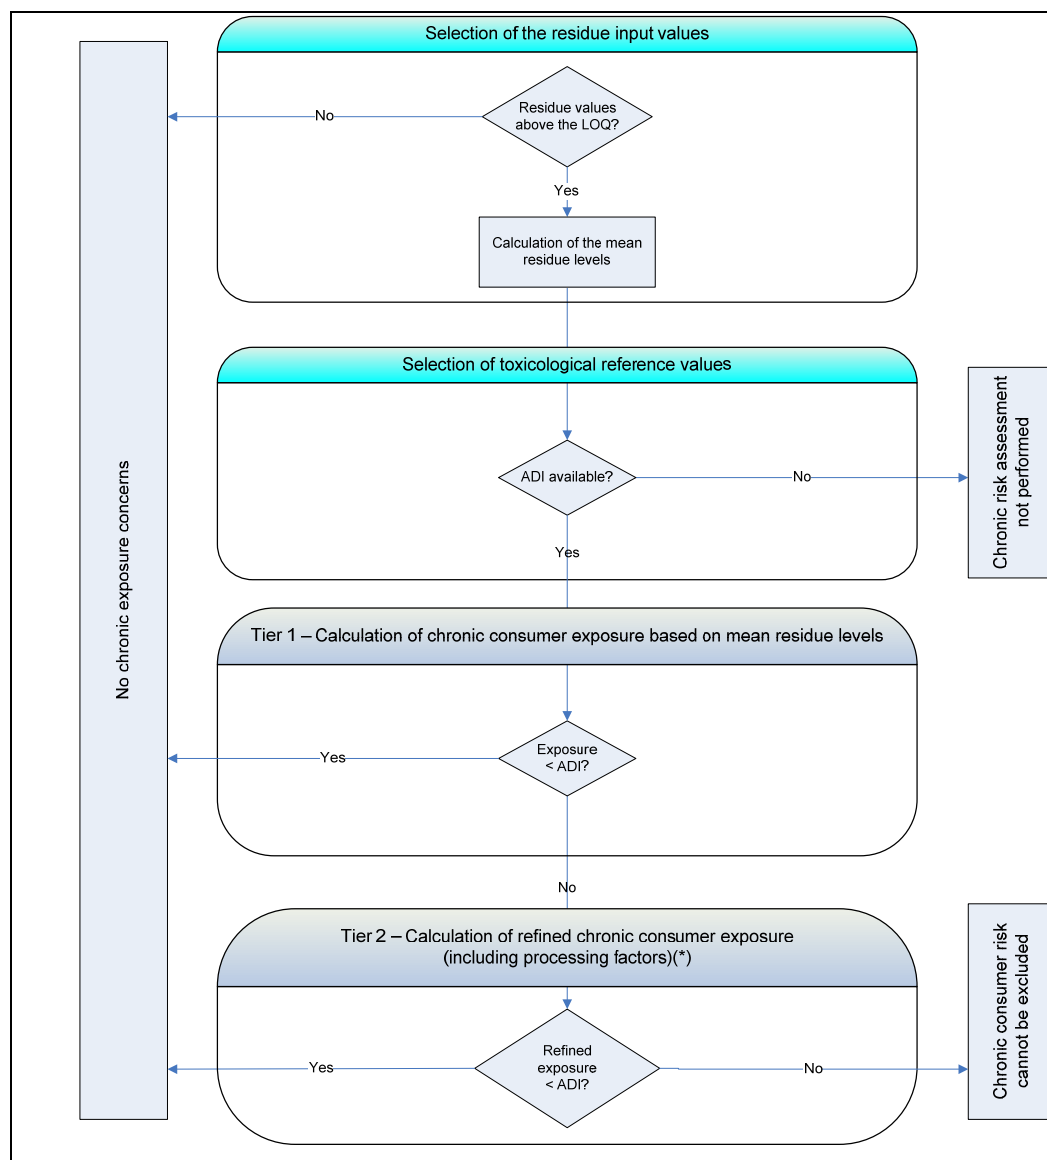 Selection of the residue input values
Residue values
above the LOQ?
No
Yes
Calculation of the mean
residue levels
Selection of toxicological reference values
ADI available?
No
Chronic risk assessment
not performed
Yes
No chronic exposure concerns
Tier 1 – Calculation of chronic consumer exposure based on mean residue levels
Exposure
< ADI?
Yes
No
Tier 2 – Calculation of refined chronic consumer exposure
(including processing factors)(*)
Refined
exposure
< ADI?
Yes
No
Chronic consumer risk
cannot be excluded